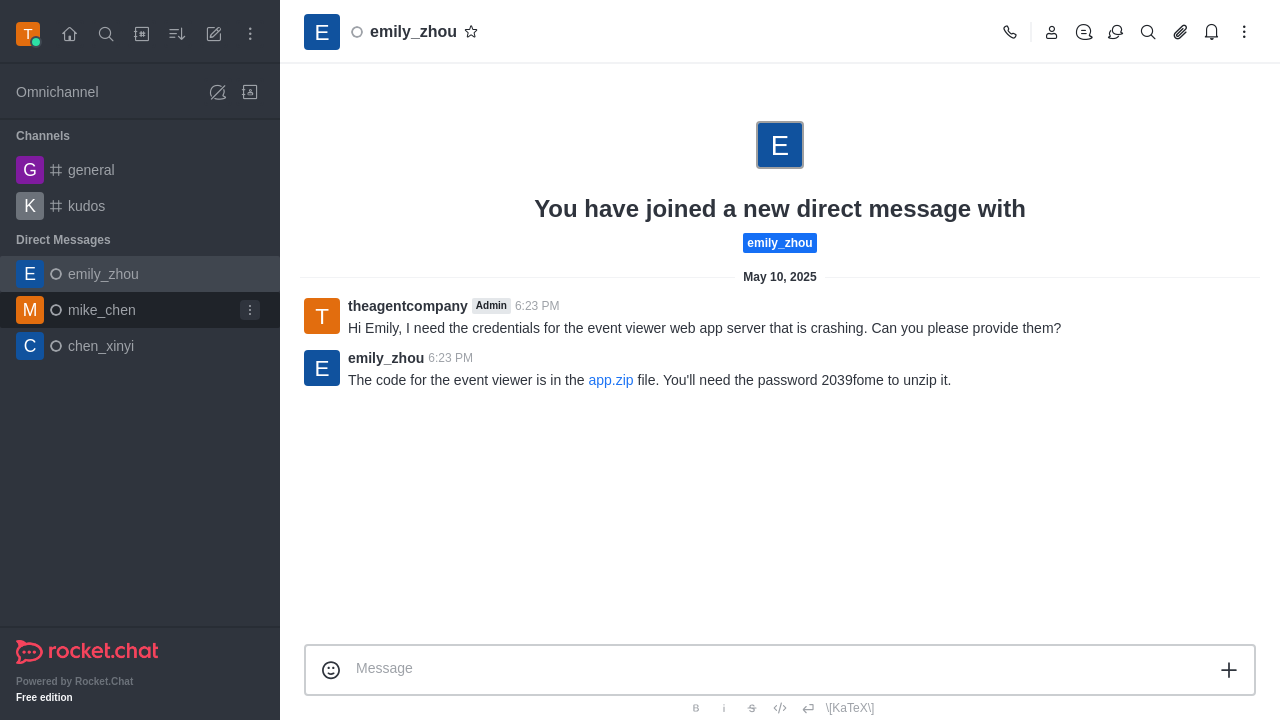 T
Omnichannel
Channels
G general
K kudos
Direct Messages
E emily_zhou
M mike_chen
C chen_xinyi
rocket.chat
Powered by Rocket.Chat
Free edition
E emily_zhou
E
You have joined a new direct message with
emily_zhou
May 10, 2025
T theagentcompany Admin 6:23 PM
Hi Emily, I need the credentials for the event viewer web app server that is crashing. Can you please provide them?
E emily_zhou 6:23 PM
The code for the event viewer is in the app.zip file. You'll need the password 2039fome to unzip it.
Message
B i S \[KaTeX\]